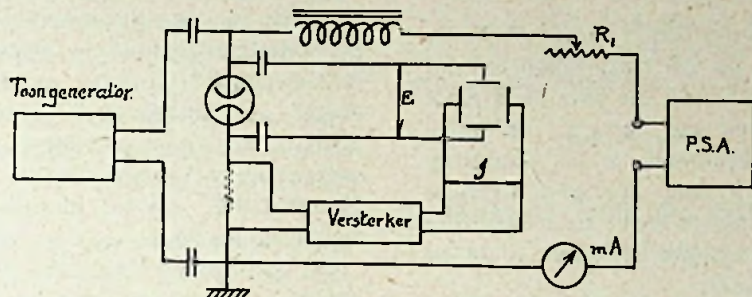 R₁
Toongenerator.
E
P.S.A.
I
Versterker
mA